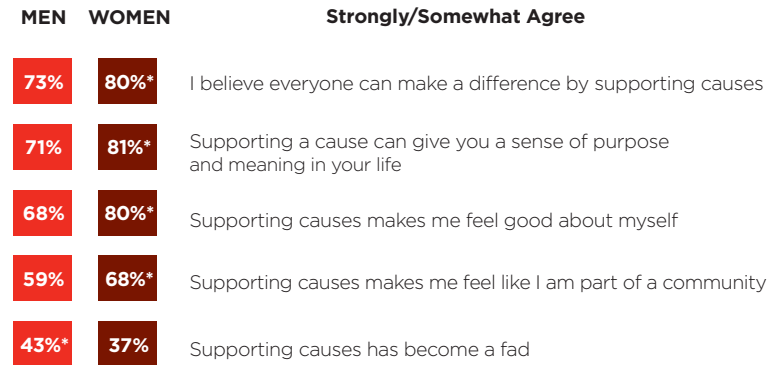 MEN WOMEN Strongly/Somewhat Agree
73% 80%* I believe everyone can make a difference by supporting causes
71% 81%* Supporting a cause can give you a sense of purpose
and meaning in your life
68% 80%* Supporting causes makes me feel good about myself
59% 68%* Supporting causes makes me feel like I am part of a community
43%* 37% Supporting causes has become a fad